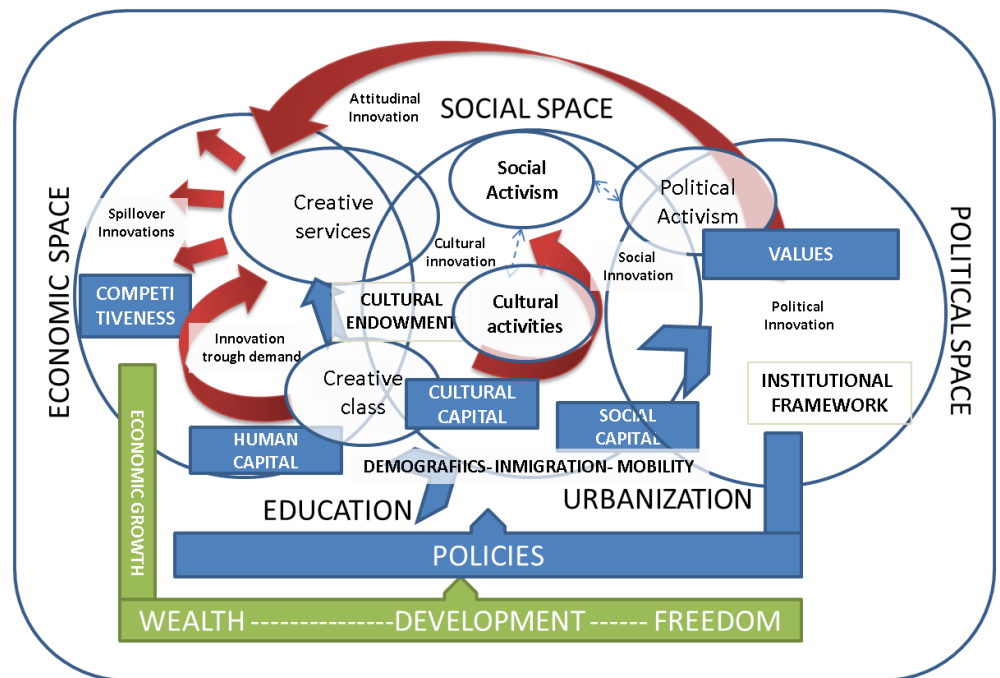 Attitudinal
Innovation
SOCIAL SPACE
ECONOMIC SPACE
POLITICAL SPACE
Social
Activism
Political
Activism
Creative
services
Spillover
Innovations
Cultural
innovation
Social
Innovation
VALUES
COMPETI
TIVENESS
CULTURAL
ENDOWMENT
Cultural
activities
Political
Innovation
Innovation
trough demand
Creative
class
CULTURAL
CAPITAL
SOCIAL
CAPITAL
INSTITUTIONAL
FRAMEWORK
HUMAN
CAPITAL
DEMOGRAFIICS- INMIGRATION- MOBILITY
EDUCATION
URBANIZATION
ECONOMIC GROWTH
POLICIES
WEALTH ---------------DEVELOPMENT ------ FREEDOM